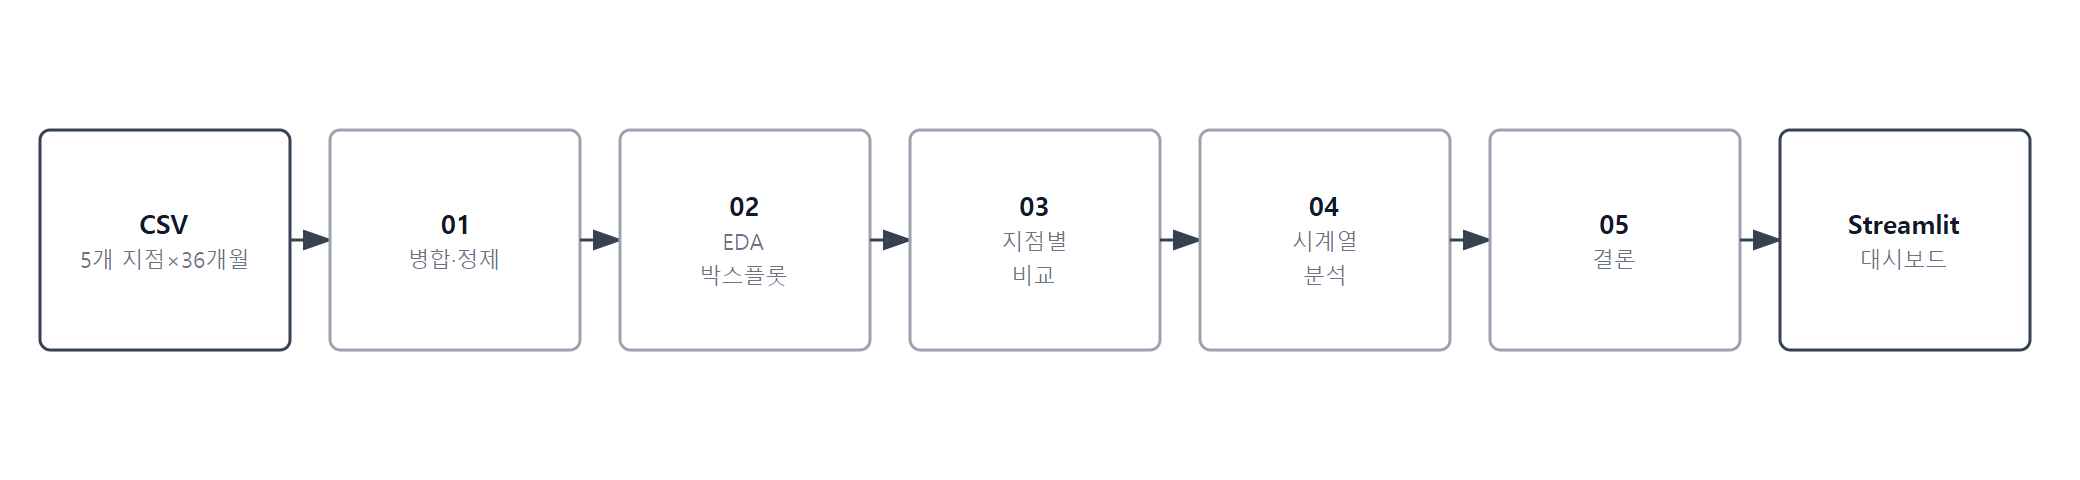 CSV
5개 지점×36개월
01
병합·정제
02
EDA
박스플롯
03
지점별
비교
04
시계열
분석
05
결론
Streamlit
대시보드